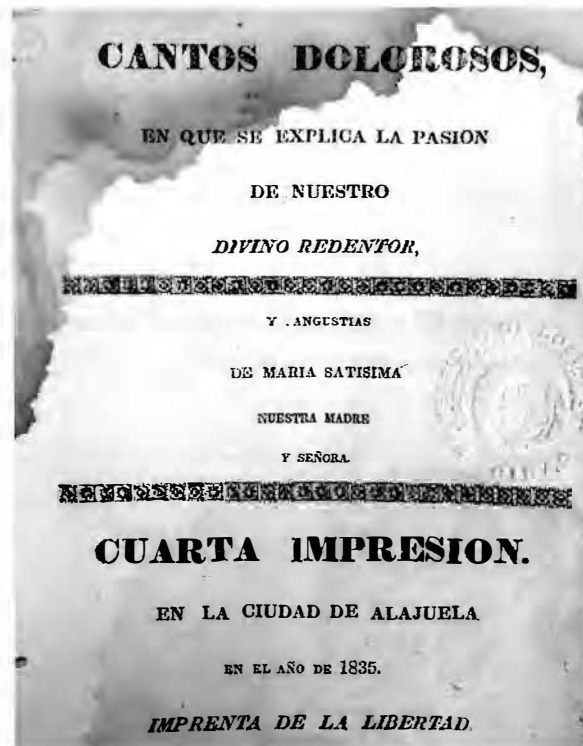 CANTOS DOLOROSOS,
EN QUE SE EXPLICA LA PASION
DE NUESTRO
DIVINO REDENTOR,
Y ANGUSTIAS
DE MARIA SATISIMA
NUESTRA MADRE
Y SEÑORA.
CUARTA IMPRESION.
EN LA CIUDAD DE ALAJUELA
EN EL AÑO DE 1835.
IMPRENTA DE LA LIBERTAD.